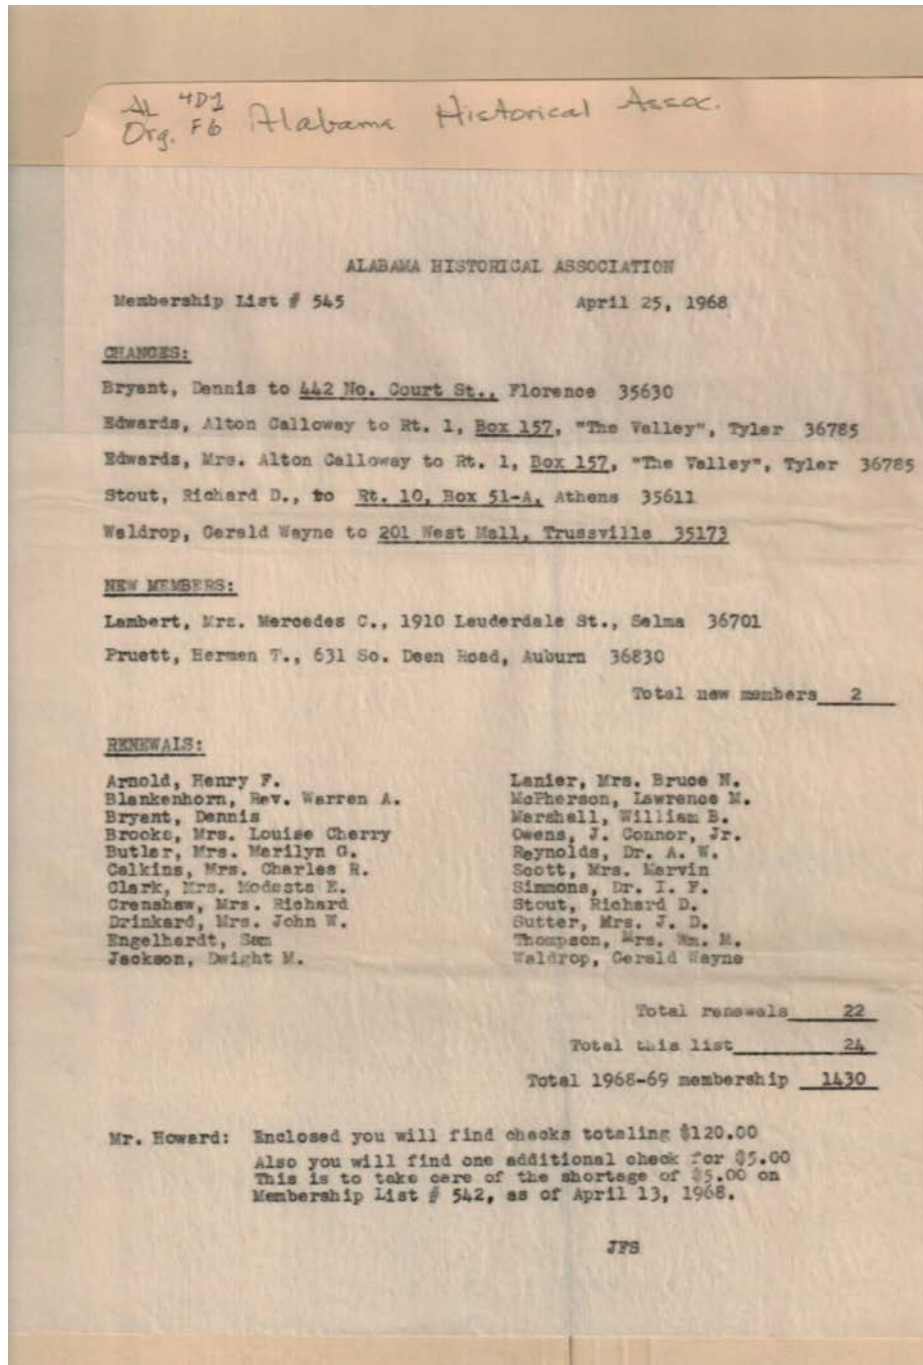 AL 4D1
Org. F6 Alabama Historical Assoc.
ALABAMA HISTORICAL ASSOCIATION
Membership List # 545 April 25, 1968
CHANGES:
Bryant, Dennis to 442 No. Court St., Florence 35630
Edwards, Alton Calloway to Rt. 1, Box 157, "The Valley", Tyler 36785
Edwards, Mrs. Alton Calloway to Rt. 1, Box 157, "The Valley", Tyler 36785
Stout, Richard D., to Rt. 10, Box 51-A, Athens 35611
Waldrop, Gerald Wayne to 201 West Mall, Trussville 35173
NEW MEMBERS:
Lambert, Mrs. Mercedes C., 1910 Lauderdale St., Selma 36701
Pruett, Herman T., 631 So. Dean Road, Auburn 36830
Total new members 2
RENEWALS:
Arnold, Henry F.
Blankenhorn, Rev. Warren A.
Bryant, Dennis
Brooks, Mrs. Louise Cherry
Butler, Mrs. Marilyn G.
Calkins, Mrs. Charles R.
Clark, Mrs. Modesta E.
Crenshaw, Mrs. Richard
Drinkard, Mrs. John W.
Engelhardt, Sam
Jackson, Dwight M.
Lanier, Mrs. Bruce N.
McPherson, Lawrence M.
Marshall, William B.
Owens, J. Connor, Jr.
Reynolds, Dr. A. W.
Scott, Mrs. Marvin
Simmons, Dr. I. F.
Stout, Richard D.
Sutter, Mrs. J. D.
Thompson, Mrs. Wm. M.
Waldrop, Gerald Wayne
Total renewals 22
Total this list 24
Total 1968-69 membership 1430
Mr. Howard: Enclosed you will find checks totaling $120.00
Also you will find one additional check for $5.00
This is to take care of the shortage of $5.00 on
Membership List # 542, as of April 13, 1968.
JFS